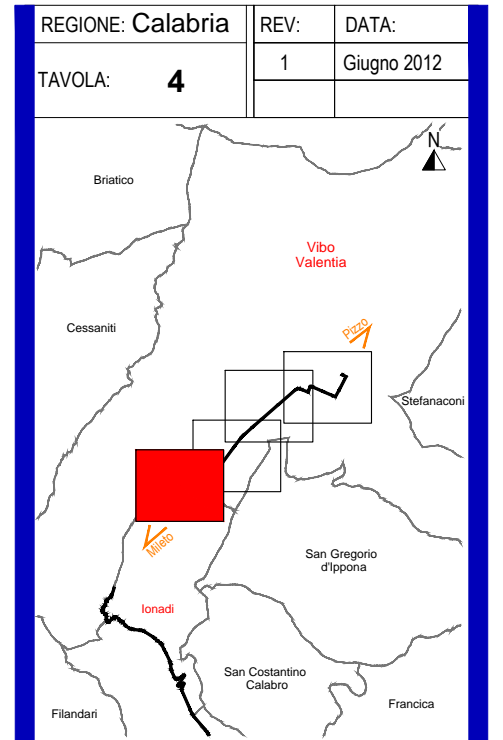 REGIONE: Calabria
REV:
DATA:
TAVOLA: 4
1
Giugno 2012
N
Briatico
Vibo
Valentia
Cessaniti
Pizzo
Stefanaconi
Mileto
San Gregorio
d'Ippona
Ionadi
San Costantino
Calabro
Filandari
Francica